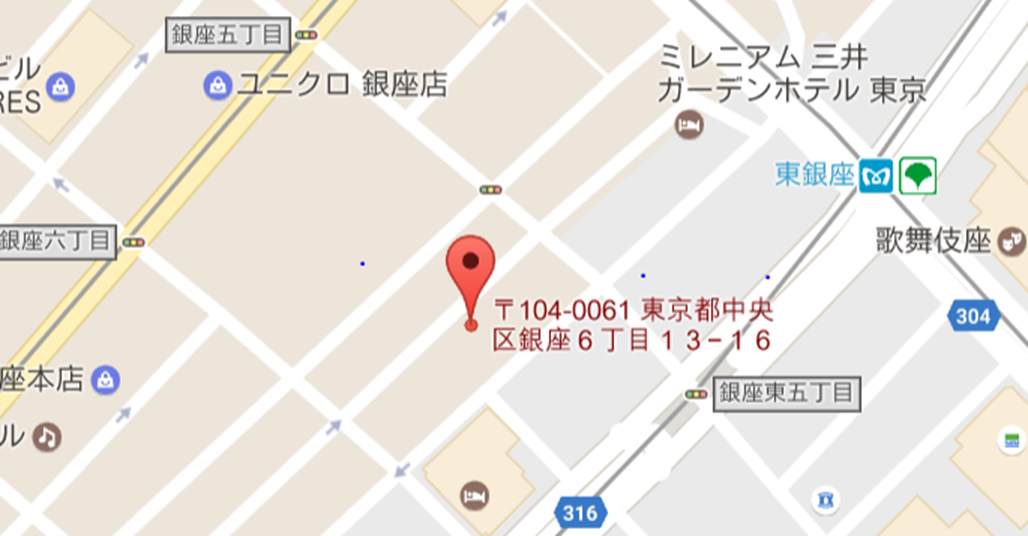 銀座五丁目
ビル
RES
ユニクロ 銀座店
ミレニアム 三井
ガーデンホテル 東京
東銀座
銀座六丁目
歌舞伎座
〒104-0061 東京都中央
区銀座６丁目１３−１６
304
座本店
銀座東五丁目
ル
316